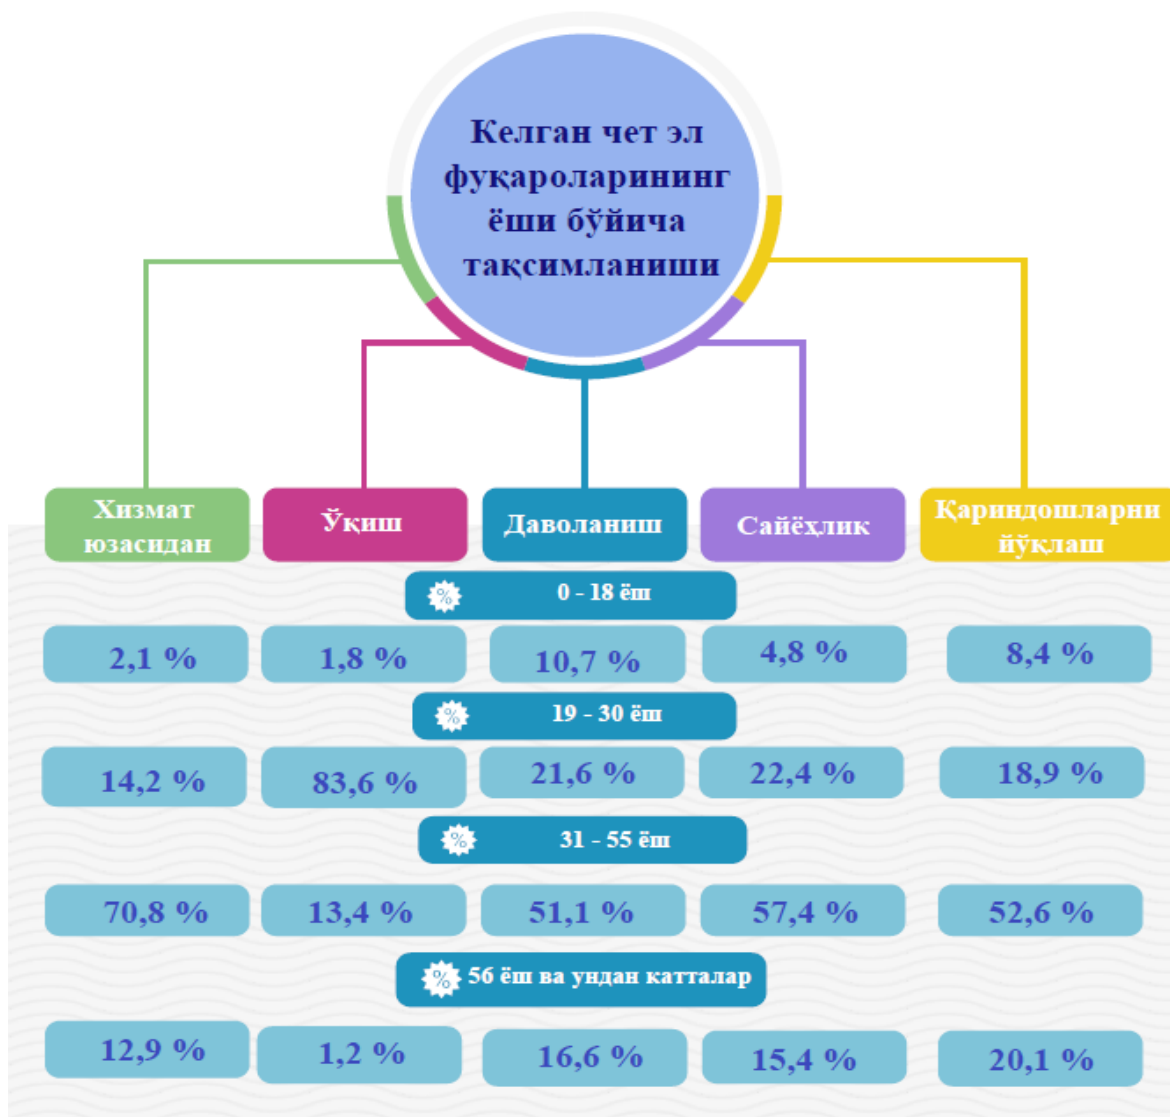 Келган чет эл
фуқароларининг
ёши бўйича
тақсимланиши
Хизмат
юзасидан
Ўқиш
Даволаниш
Сайёҳлик
Қариндошларни
йўқлаш
% 0 - 18 ёш
2,1 % 1,8 % 10,7 % 4,8 % 8,4 %
% 19 - 30 ёш
14,2 % 83,6 % 21,6 % 22,4 % 18,9 %
% 31 - 55 ёш
70,8 % 13,4 % 51,1 % 57,4 % 52,6 %
% 56 ёш ва ундан катталар
12,9 % 1,2 % 16,6 % 15,4 % 20,1 %